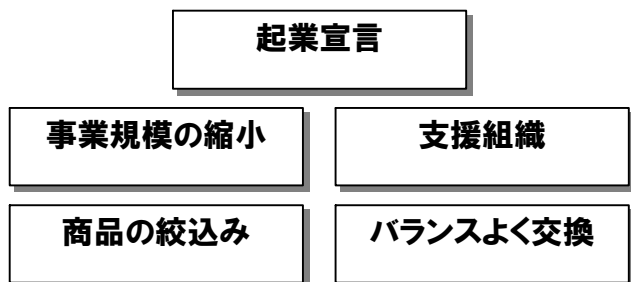 起業宣言
事業規模の縮小
支援組織
商品の絞込み
バランスよく交換